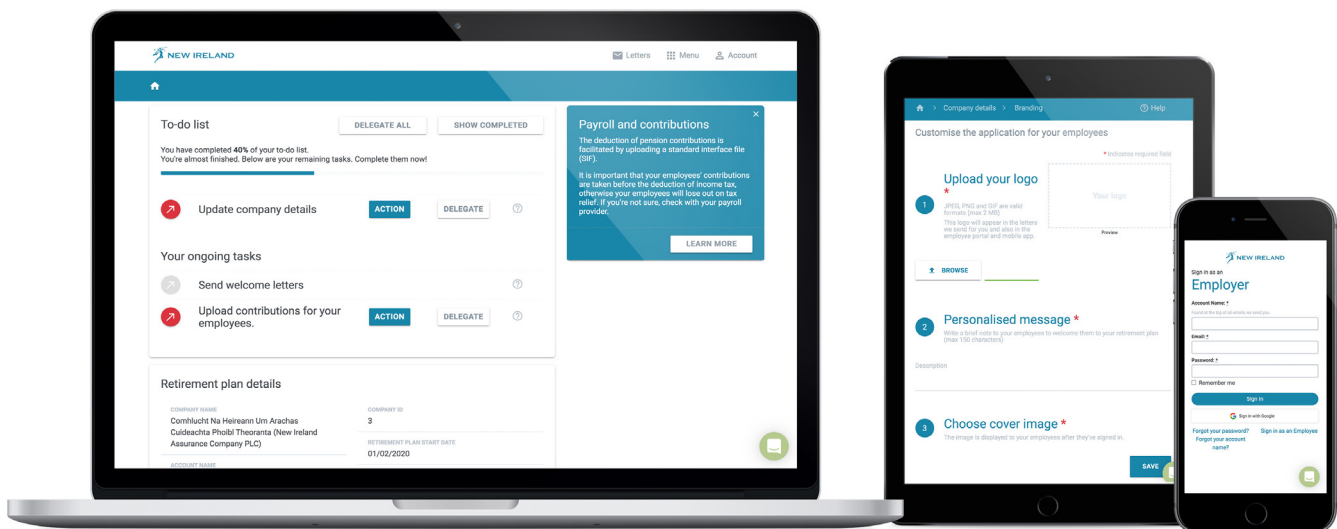 NEW IRELAND
Letters Menu Account
To-do list
DELEGATE ALL
SHOW COMPLETED
You have completed 40% of your to-do list.
You're almost finished. Below are your remaining tasks. Complete them now!
Update company details
ACTION
DELEGATE
Your ongoing tasks
Send welcome letters
Upload contributions for your
employees.
ACTION
DELEGATE
Retirement plan details
COMPANY NAME
Comhlucht Na Heireann Um Arachas
Cuideachta Phoibl Theoranta (New Ireland
Assurance Company PLC)
COMPANY ID
3
RETIREMENT PLAN START DATE
01/02/2020
ACCOUNT NAME
Payroll and contributions
The deduction of pension contributions is
facilitated by uploading a standard interface file
(SIF).
It is important that your employees' contributions
are taken before the deduction of income tax,
otherwise your employees will lose out on tax
relief. If you're not sure, check with your payroll
provider.
LEARN MORE
> Company details > Branding
Help
Customise the application for your employees
* Indicates required field
1
Upload your logo
*
JPEG, PNG and GIF are valid
formats (max 2 MB)
This logo will appear in the letters
we send for you and also in the
employee portal and mobile app.
Your logo
Preview
BROWSE
2
Personalised message *
Write a brief note to your employees to welcome them to your retirement plan
(max 150 characters)
Description
3
Choose cover image *
The image is displayed to your employees after they've signed in.
SAVE
NEW IRELAND
Sign in as an
Employer
Account Name: *
Found at the top of all emails we send you.
Email: *
Password: *
Remember me
Sign in
Sign in with Google
Forgot your password?
Forgot your account
name?
Sign in as an Employee